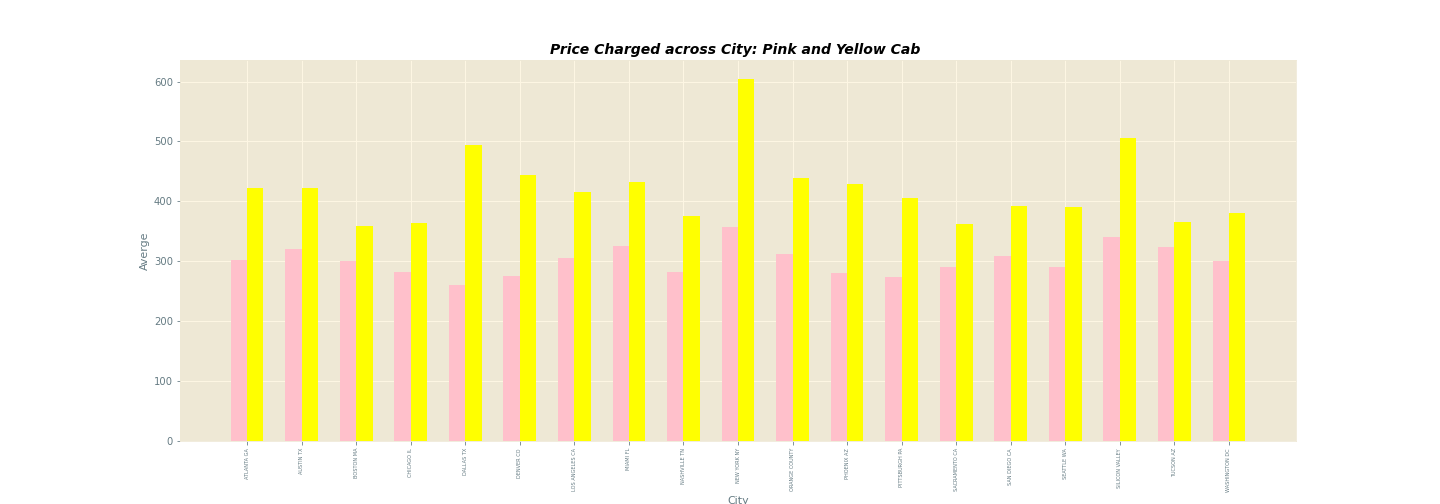 Price Charged across City: Pink and Yellow Cab
600
500
400
300
200
100
0
Averge
ATLANTA GA
AUSTIN TX
BOSTON MA
CHICAGO IL
DALLAS TX
DENVER CO
LOS ANGELES CA
MIAMI FL
NASHVILLE TN
NEW YORK NY
ORANGE COUNTY
PHOENIX AZ
PITTSBURGH PA
SACRAMENTO CA
SAN DIEGO CA
SEATTLE WA
SILICON VALLEY
TUCSON AZ
WASHINGTON DC
City